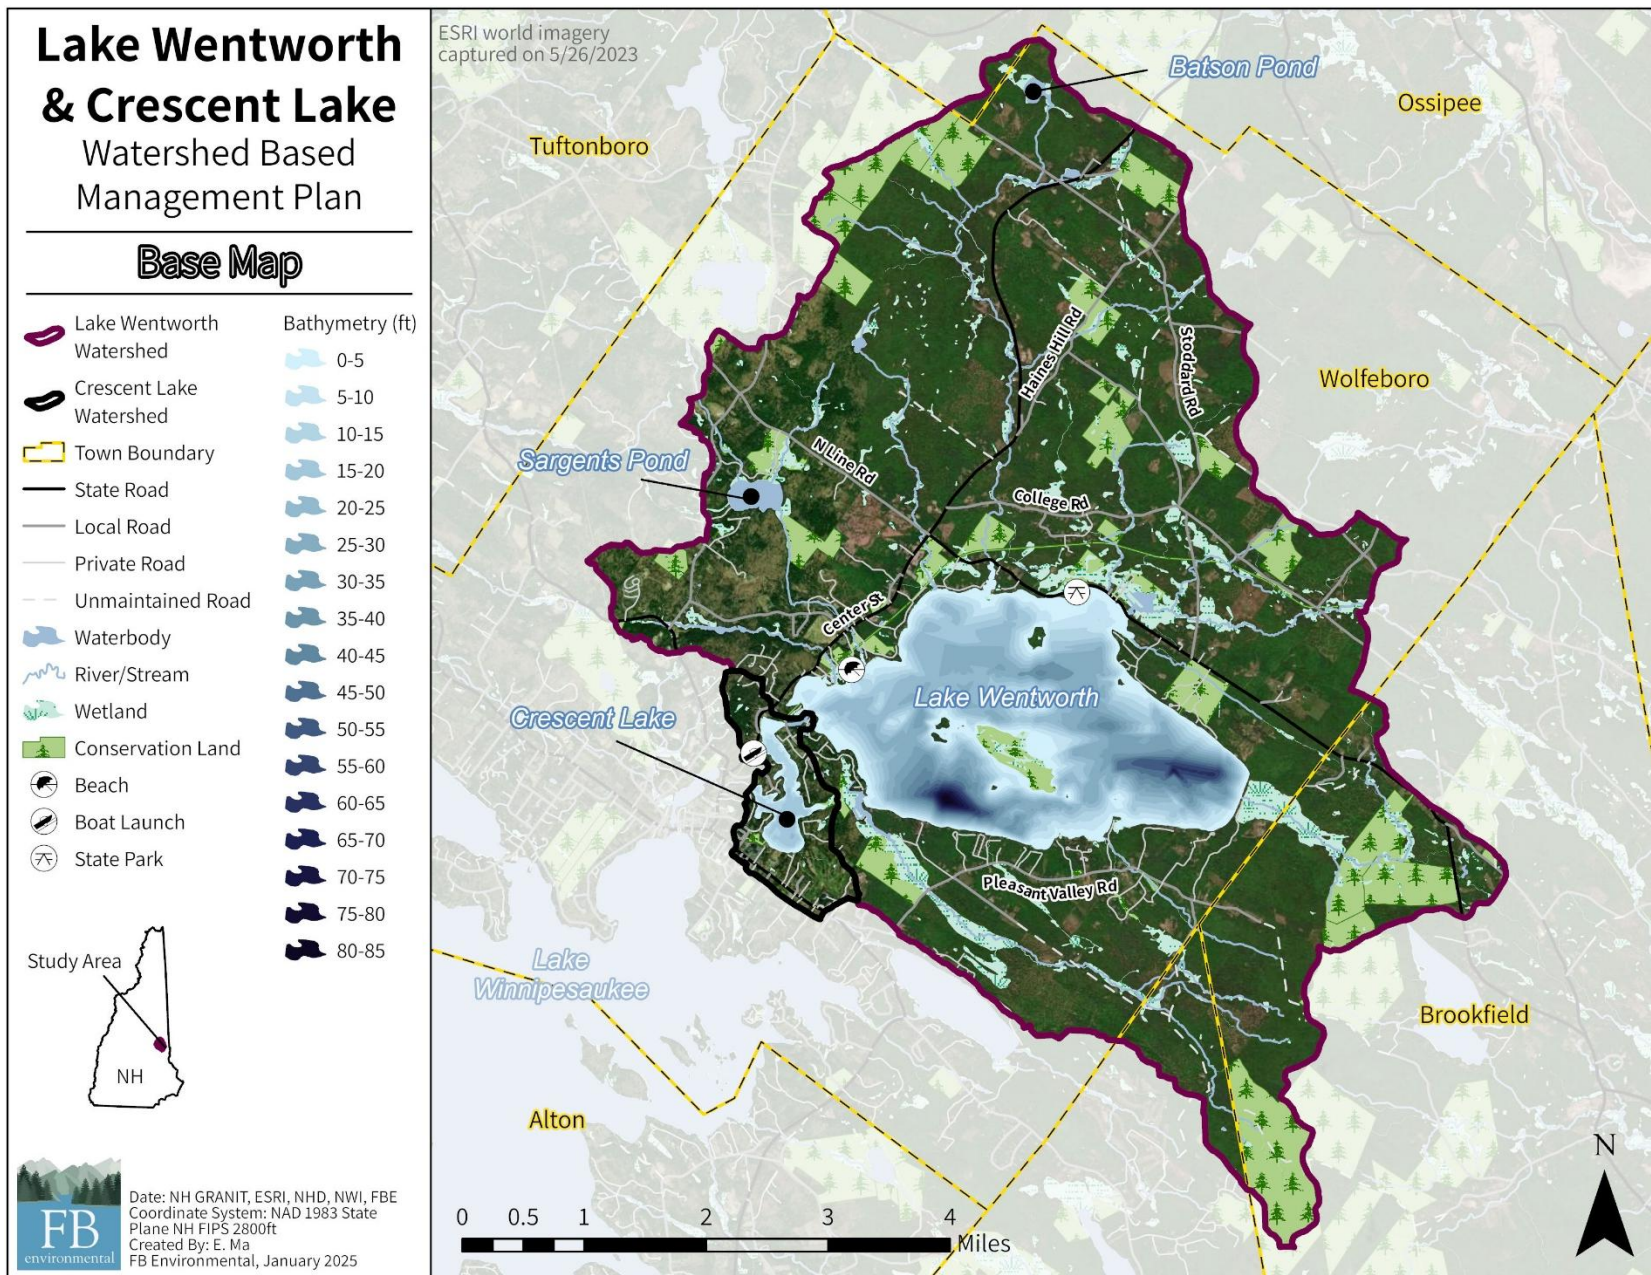 Lake Wentworth
& Crescent Lake
Watershed Based
Management Plan
Base Map
Lake Wentworth
Watershed
Crescent Lake
Watershed
Town Boundary
State Road
Local Road
Private Road
Unmaintained Road
Waterbody
River/Stream
Wetland
Conservation Land
Beach
Boat Launch
State Park
Bathymetry (ft)
0-5
5-10
10-15
15-20
20-25
25-30
30-35
35-40
40-45
45-50
50-55
55-60
60-65
65-70
70-75
75-80
80-85
Study Area
NH
FB
environmental
Date: NH GRANIT, ESRI, NHD, NWI, FBE
Coordinate System: NAD 1983 State
Plane NH FIPS 2800ft
Created By: E. Ma
FB Environmental, January 2025
ESRI world imagery
captured on 5/26/2023
Batson Pond
Ossipee
Tuftonboro
Haines Hill Rd
Stoddard Rd
Wolfeboro
Sargents Pond
N Line Rd
College Rd
Center St
Lake Wentworth
Crescent Lake
Pleasant Valley Rd
Lake
Winnipesaukee
Brookfield
Alton
N
0 0.5 1 2 3 4
Miles